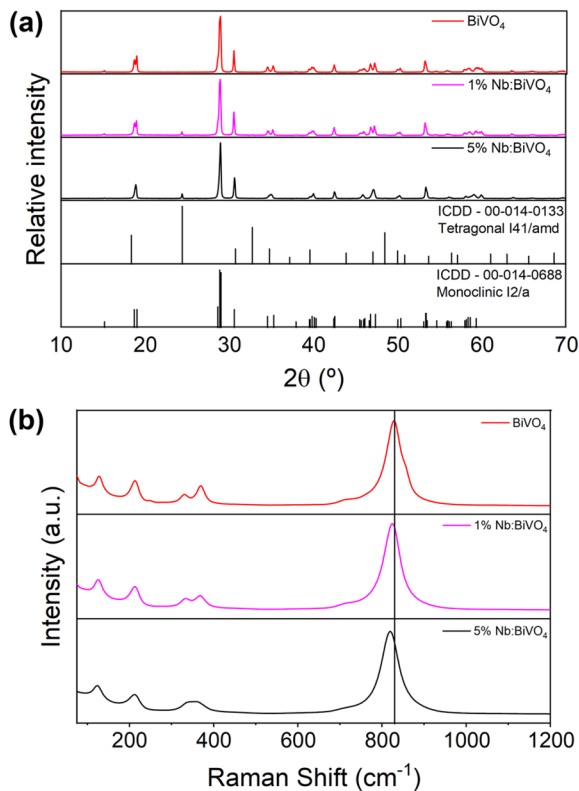 (a)
BiVO₄
1% Nb:BiVO₄
5% Nb:BiVO₄
ICDD - 00-014-0133
Tetragonal I41/amd
ICDD - 00-014-0688
Monoclinic I2/a
Relative intensity
10 20 30 40 50 60 70
2θ (º)
(b)
BiVO₄
1% Nb:BiVO₄
5% Nb:BiVO₄
Intensity (a.u.)
200 400 600 800 1000 1200
Raman Shift (cm⁻¹)